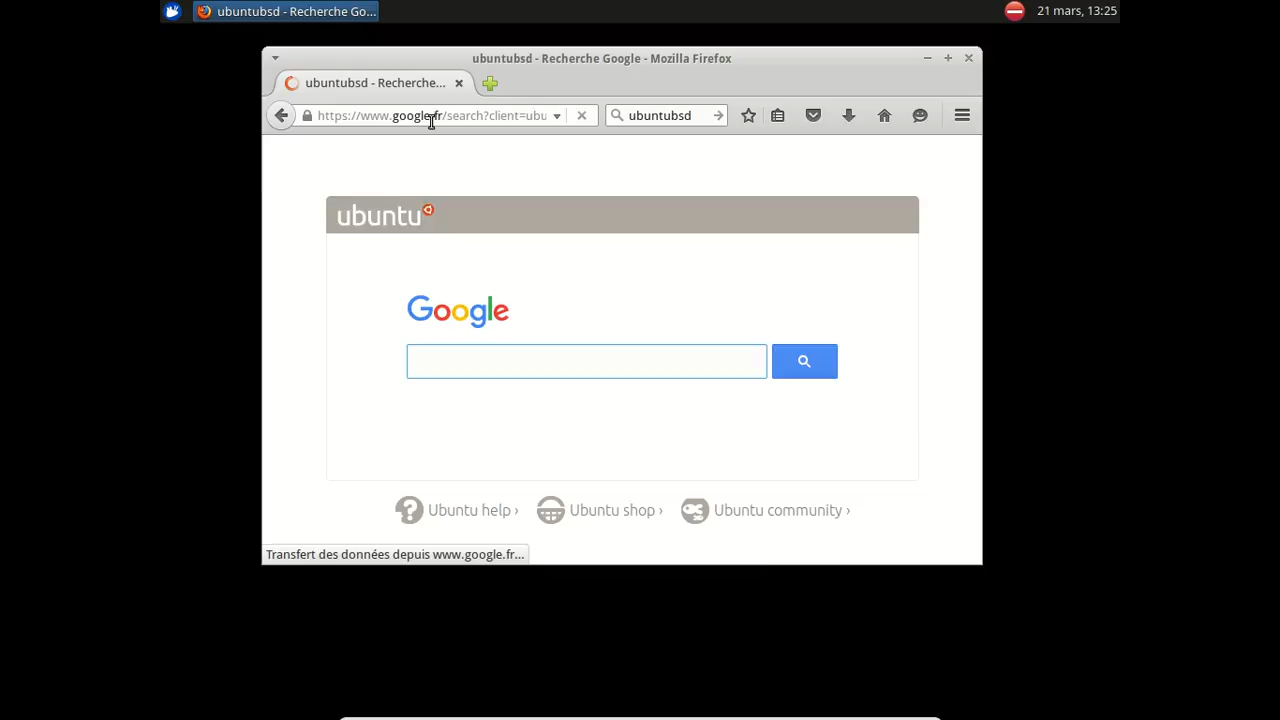 ubuntubsd - Recherche Go...
21 mars, 13:25
ubuntubsd - Recherche Google - Mozilla Firefox
ubuntubsd - Recherche...
https://www.google.fr/search?client=ubu
ubuntubsd
ubuntu
Google
Ubuntu help ›
Ubuntu shop ›
Ubuntu community ›
Transfert des données depuis www.google.fr...